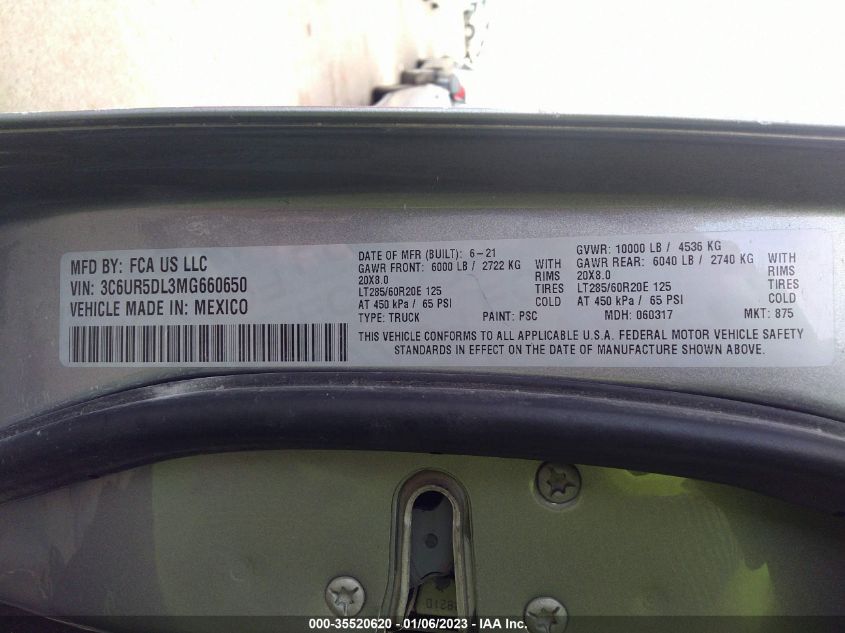 MFD BY: FCA US LLC
VIN: 3C6UR5DL3MG660650
VEHICLE MADE IN: MEXICO
DATE OF MFR (BUILT): 6-21
GAWR FRONT: 6000 LB / 2722 KG WITH
20X8.0 RIMS
LT285/60R20E 125 TIRES
AT 450 kPa / 65 PSI COLD
TYPE: TRUCK PAINT: PSC
GVWR: 10000 LB / 4536 KG
GAWR REAR: 6040 LB / 2740 KG WITH
20X8.0 RIMS
LT285/60R20E 125 TIRES
AT 450 kPa / 65 PSI COLD
MDH: 060317 MKT: 875
THIS VEHICLE CONFORMS TO ALL APPLICABLE U.S.A. FEDERAL MOTOR VEHICLE SAFETY
STANDARDS IN EFFECT ON THE DATE OF MANUFACTURE SHOWN ABOVE.
000-35520620 - 01/06/2023 - IAA Inc.